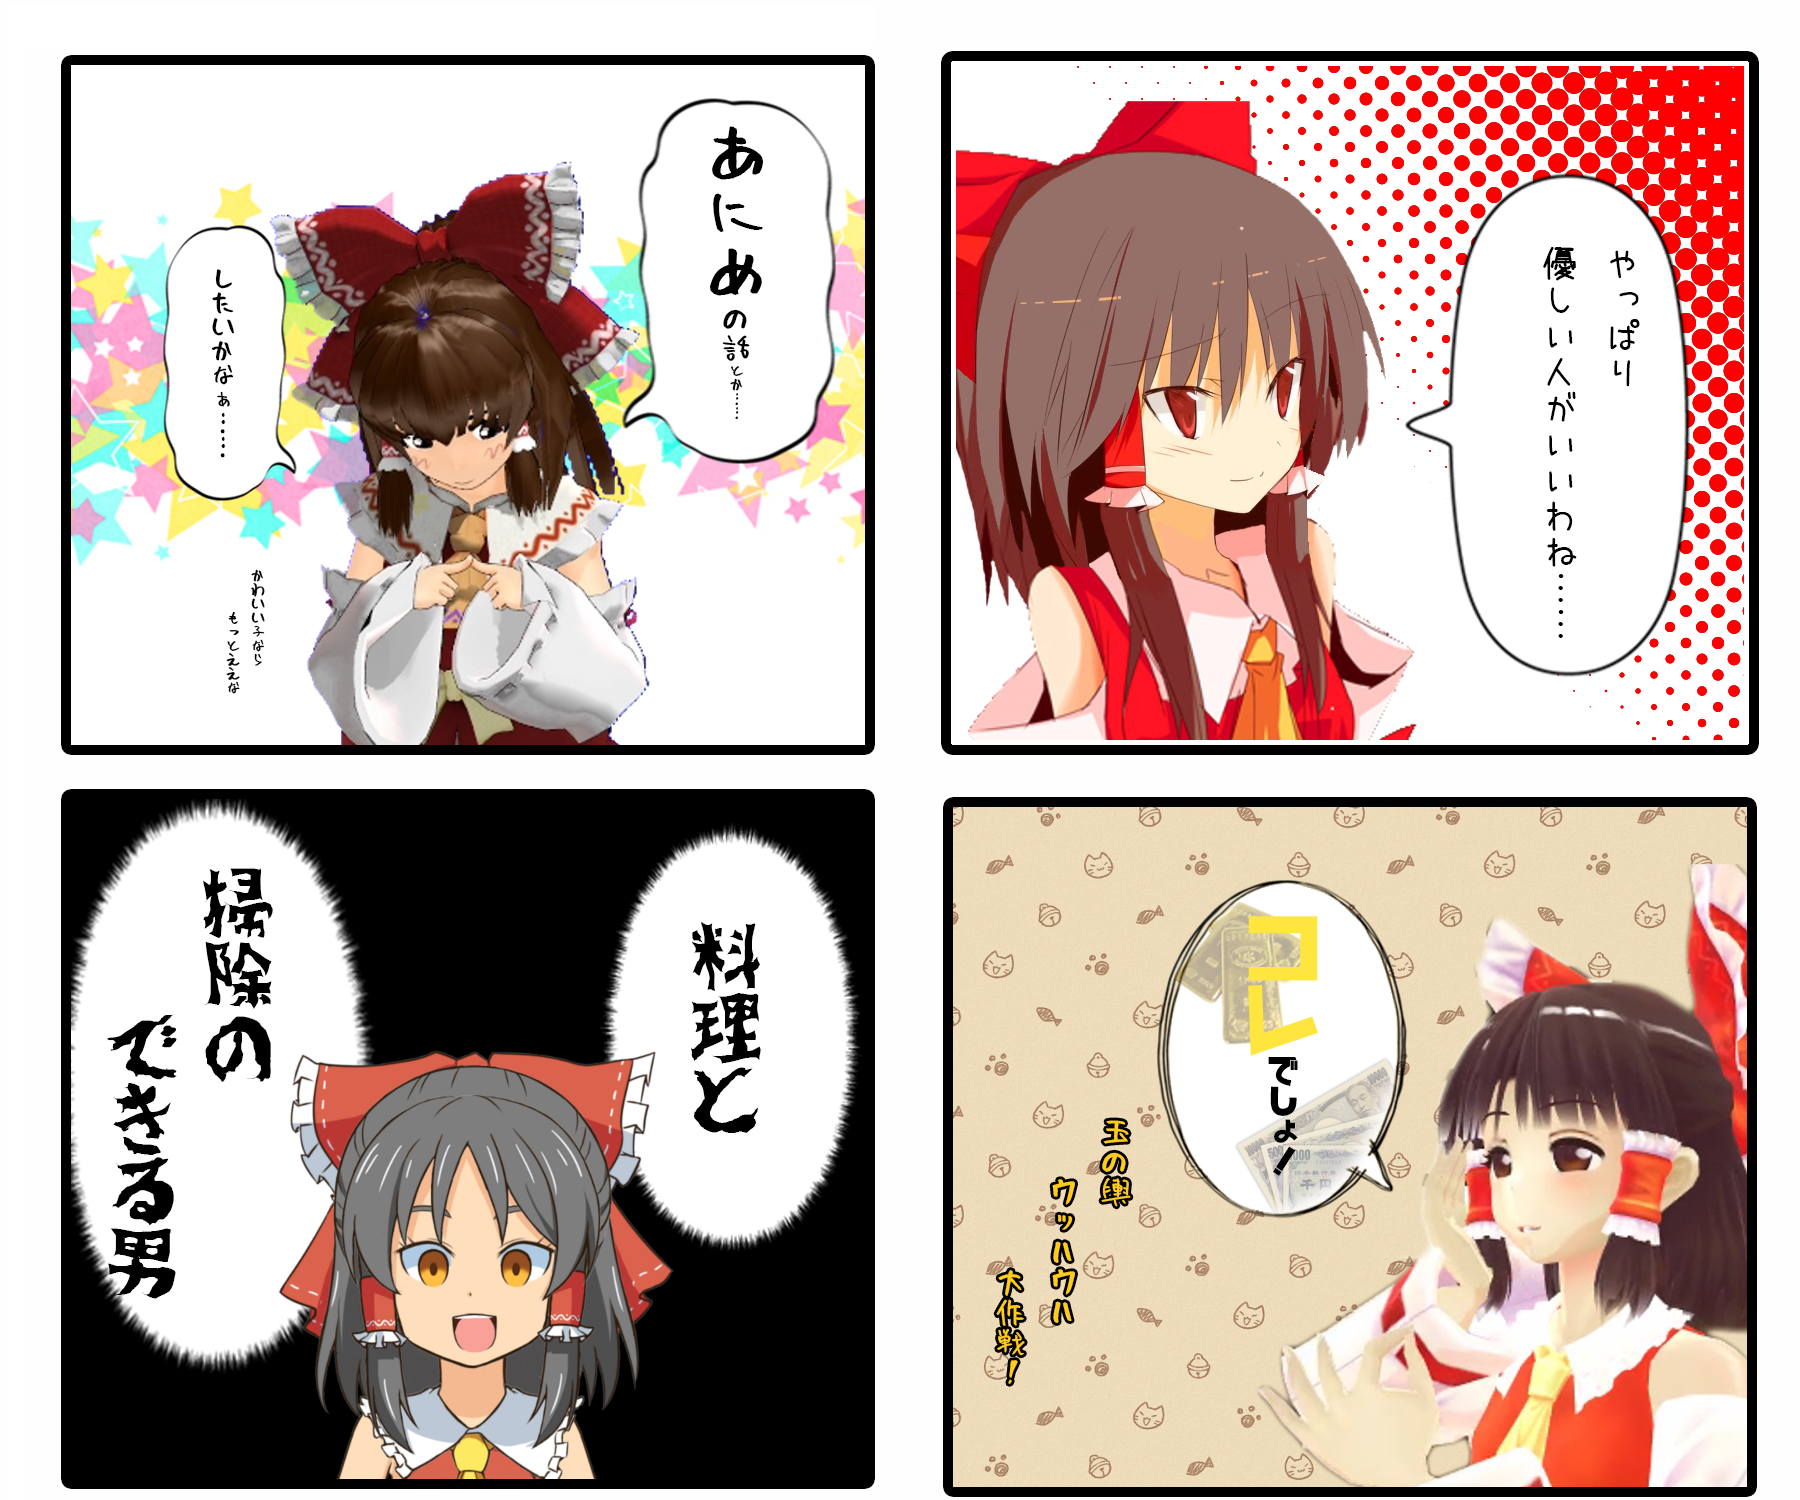 やっぱり
優しい人がいいわね……
あにめの話とか……
したいかなぁ……
かわいい子なら
もっとええな
コレでしょ！
玉の輿
ウッハウハ
大作戦！
料理と
掃除の
できる男